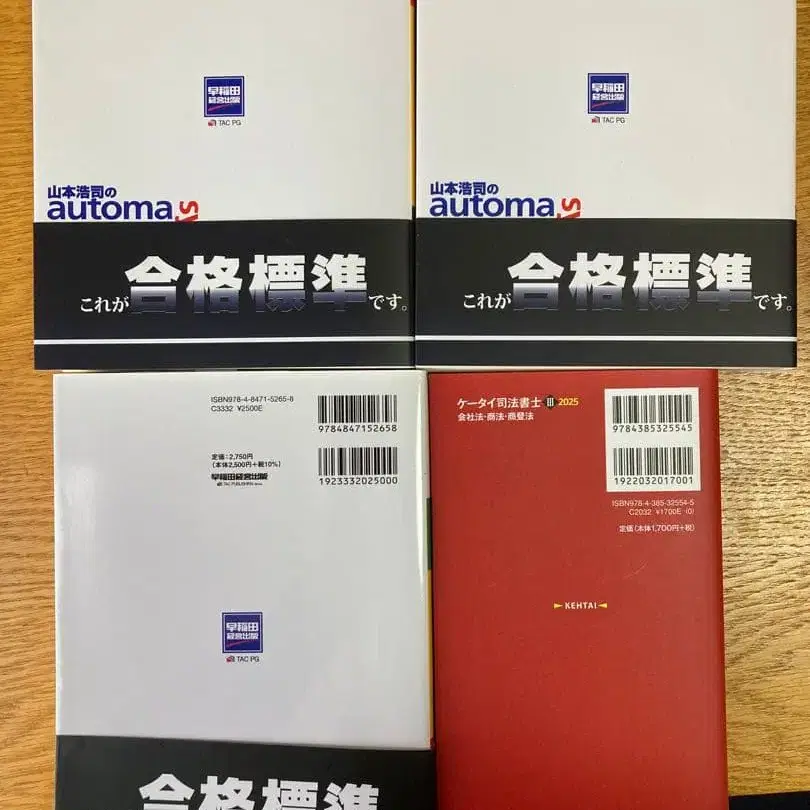 早稲田
経営出版
TAC PG
山本浩司の
automa
sy
これが合格標準です。
早稲田
経営出版
TAC PG
山本浩司の
automa
sy
これが合格標準です。
ISBN978-4-8471-5265-8
C3332 ¥2500E
9784847152658
定価:2,750円
(本体2,500円+税10%)
早稲田経営出版
TAC PUBLISHING Group
1923332025000
早稲田
経営出版
TAC PG
合格標準
ケータイ司法書士 III 2025
会社法・商法・商登法
9784385325545
1922032017001
ISBN978-4-385-32554-5
C2032 ¥1700E (0)
定価(本体1,700円+税)
KEHTAI